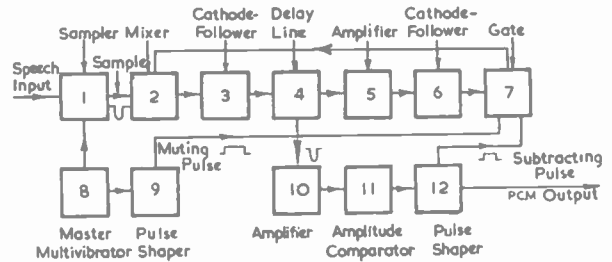 Cathode- Delay Cathode-
Sampler Mixer Follower Line Amplifier Follower Gate
Speech Sample
Input
1 2 3 4 5 6 7
Muting
Pulse
Subtracting
Pulse
8 9 10 11 12
PCM Output
Master Pulse Amplifier Amplitude Pulse
Multivibrator Shaper Comparator Shaper